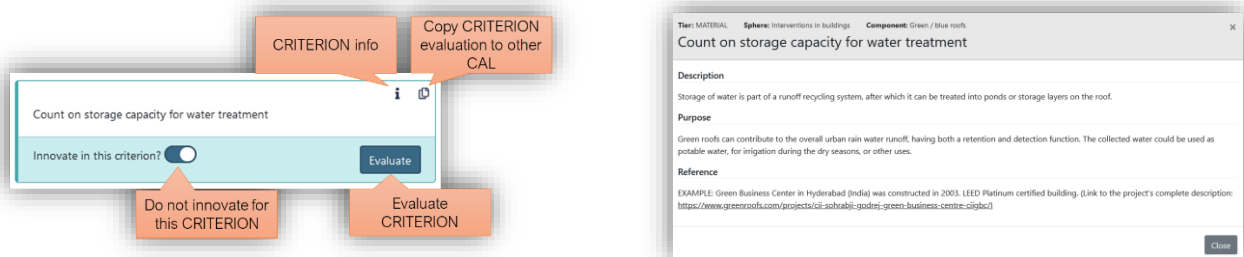 CRITERION info
Copy CRITERION
evaluation to other
CAL
Count on storage capacity for water treatment
Innovate in this criterion?
Evaluate
Do not innovate for
this CRITERION
Evaluate
CRITERION
Tier: MATERIAL Sphere: Interventions in buildings Component: Green / blue roofs
Count on storage capacity for water treatment
Description
Storage of water is part of a runoff recycling system, after which it can be treated into ponds or storage layers on the roof.
Purpose
Green roofs can contribute to the overall urban rain water runoff, having both a retention and detection function. The collected water could be used as
potable water, for irrigation during the dry seasons, or other uses.
Reference
EXAMPLE: Green Business Center in Hyderabad (India) was constructed in 2003. LEED Platinum certified building. (Link to the project's complete description:
https://www.greenroofs.com/projects/cii-sohrabji-godrej-green-business-centre-ciigbc/)
Close